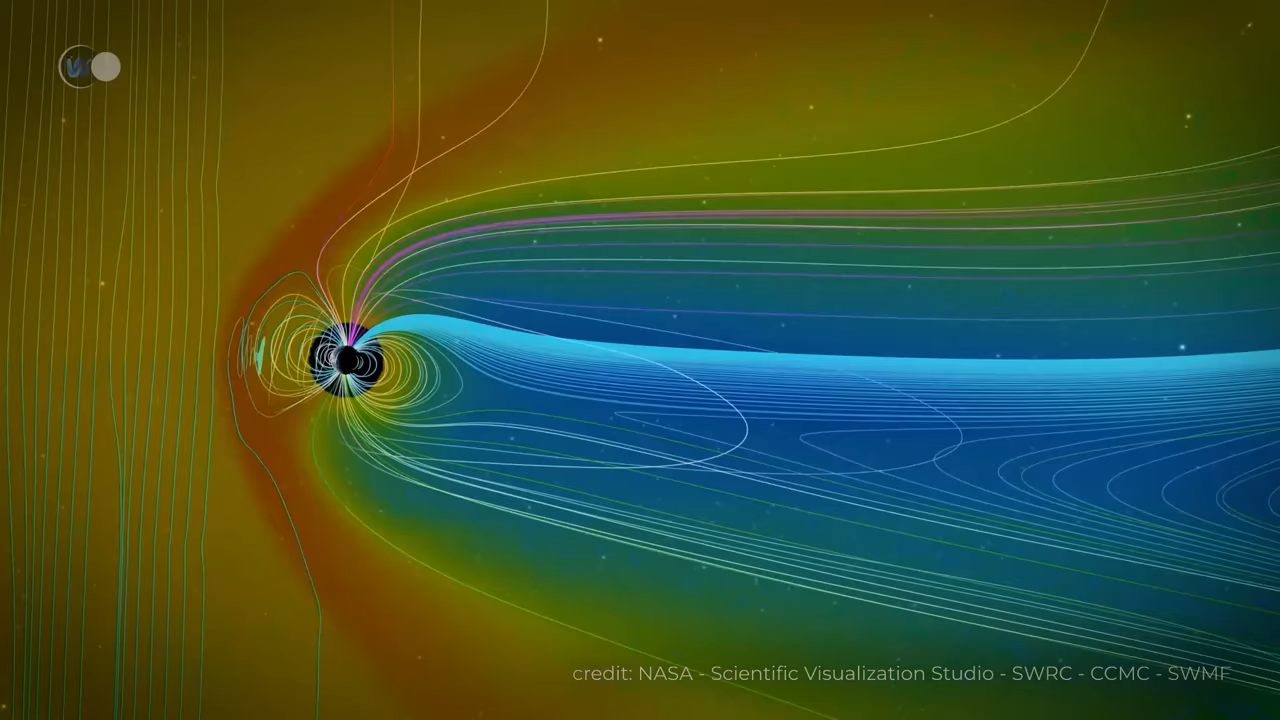 credit: NASA - Scientific Visualization Studio - SWRC - CCMC - SWMF